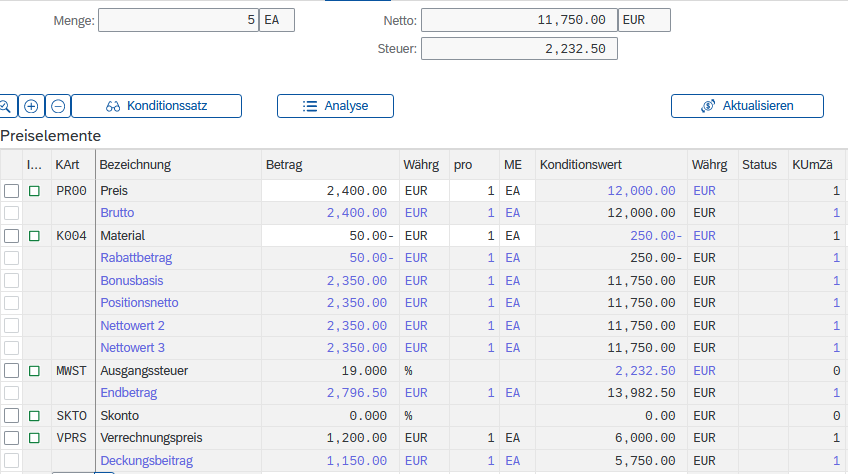 Menge: 5 EA Netto: 11,750.00 EUR
Steuer: 2,232.50
Konditionssatz Analyse Aktualisieren
Preiselemente
I... KArt Bezeichnung Betrag Währg pro ME Konditionswert Währg Status KUmZä
PR00 Preis 2,400.00 EUR 1 EA 12,000.00 EUR 1
Brutto 2,400.00 EUR 1 EA 12,000.00 EUR 1
K004 Material 50.00- EUR 1 EA 250.00- EUR 1
Rabattbetrag 50.00- EUR 1 EA 250.00- EUR 1
Bonusbasis 2,350.00 EUR 1 EA 11,750.00 EUR 1
Positionsnetto 2,350.00 EUR 1 EA 11,750.00 EUR 1
Nettowert 2 2,350.00 EUR 1 EA 11,750.00 EUR 1
Nettowert 3 2,350.00 EUR 1 EA 11,750.00 EUR 1
MWST Ausgangssteuer 19.000 % 2,232.50 EUR 0
Endbetrag 2,796.50 EUR 1 EA 13,982.50 EUR 1
SKTO Skonto 0.000 % 0.00 EUR 0
VPRS Verrechnungspreis 1,200.00 EUR 1 EA 6,000.00 EUR 1
Deckungsbeitrag 1,150.00 EUR 1 EA 5,750.00 EUR 1